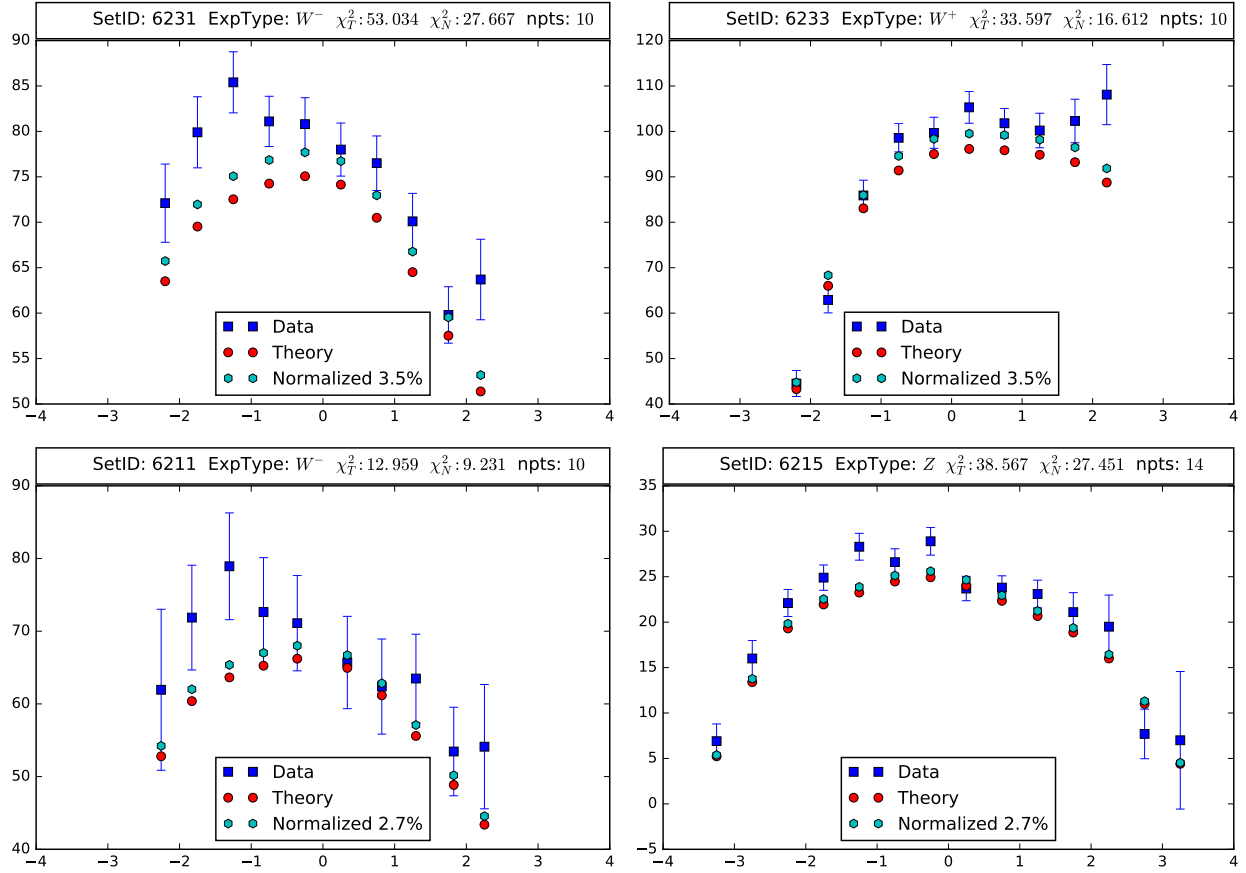 SetID: 6231 ExpType: W⁻ χ²_T:53.034 χ²_N:27.667 npts: 10
90
85
80
75
70
65
60
55
50
−4 −3 −2 −1 0 1 2 3 4
Data
Theory
Normalized 3.5%
SetID: 6233 ExpType: W⁺ χ²_T:33.597 χ²_N:16.612 npts: 10
120
110
100
90
80
70
60
50
40
−4 −3 −2 −1 0 1 2 3 4
Data
Theory
Normalized 3.5%
SetID: 6211 ExpType: W⁻ χ²_T:12.959 χ²_N:9.231 npts: 10
90
80
70
60
50
40
−4 −3 −2 −1 0 1 2 3 4
Data
Theory
Normalized 2.7%
SetID: 6215 ExpType: Z χ²_T:38.567 χ²_N:27.451 npts: 14
35
30
25
20
15
10
5
0
−5
−4 −3 −2 −1 0 1 2 3 4
Data
Theory
Normalized 2.7%